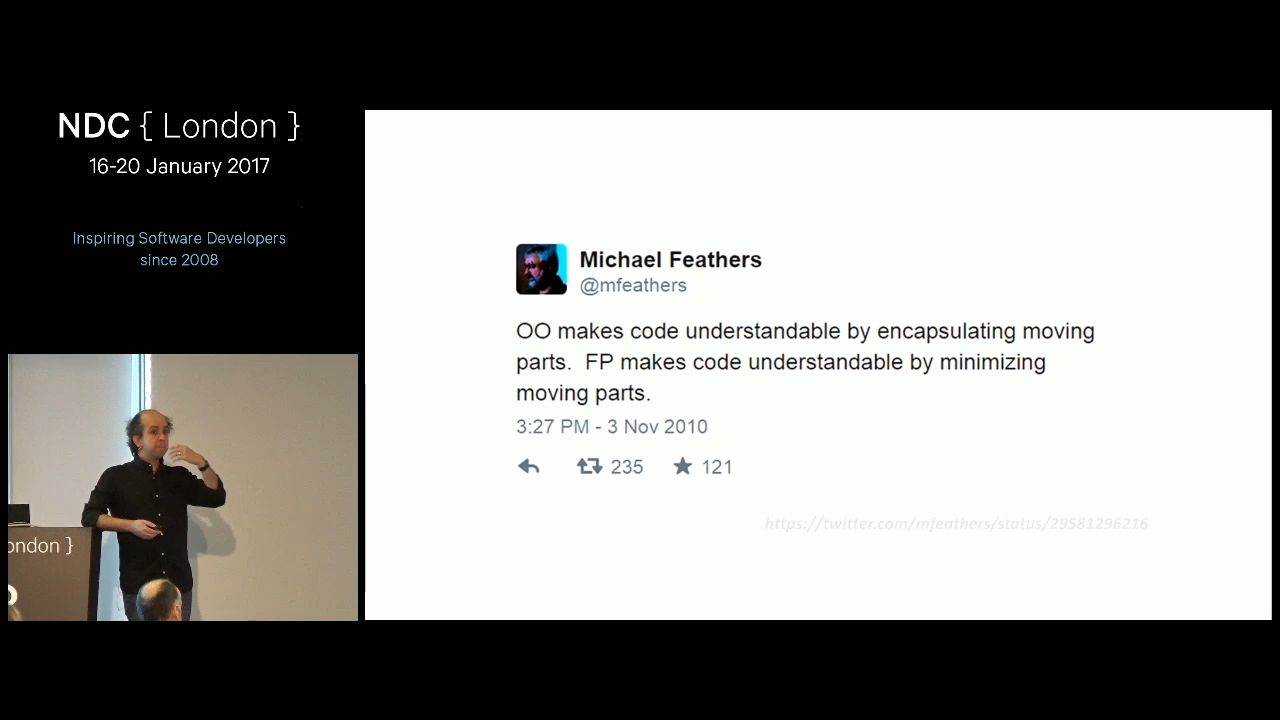 NDC { London }
16-20 January 2017
Inspiring Software Developers
since 2008
Michael Feathers
@mfeathers
OO makes code understandable by encapsulating moving
parts.  FP makes code understandable by minimizing
moving parts.
3:27 PM - 3 Nov 2010
235 121
https://twitter.com/mfeathers/status/29581296216
ondon }